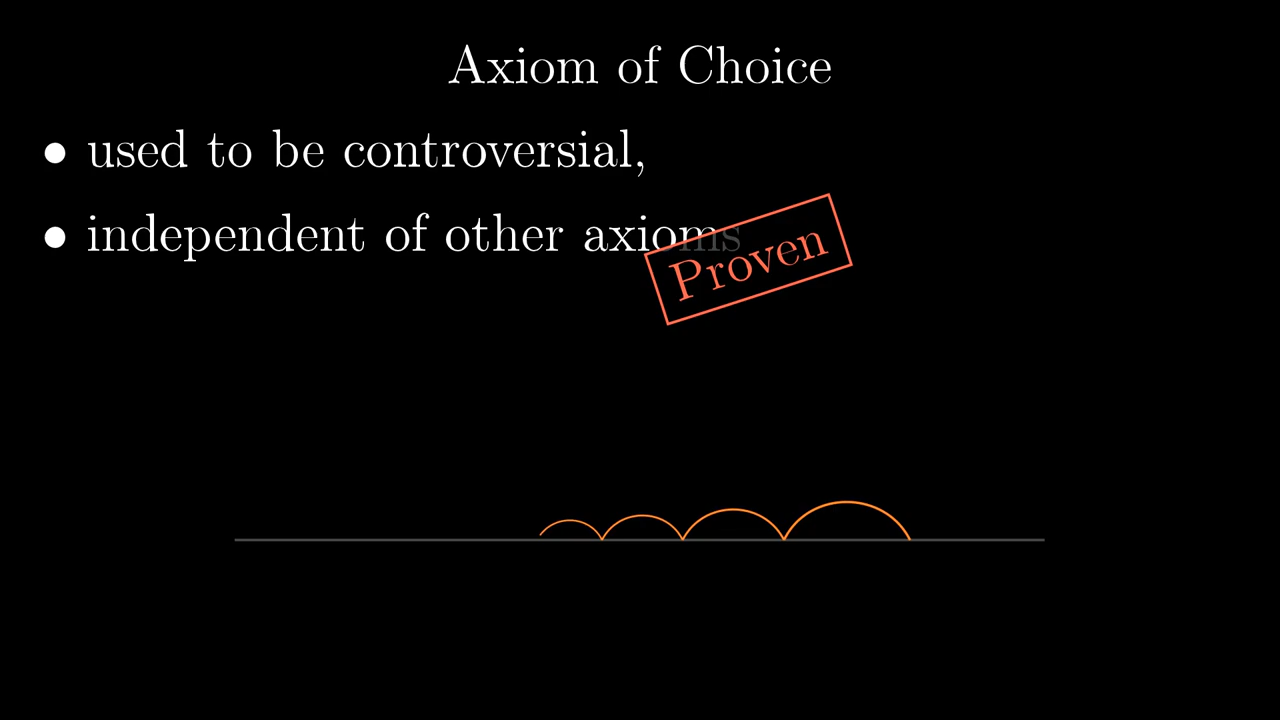 Axiom of Choice
• used to be controversial,
• independent of other axioms
Proven